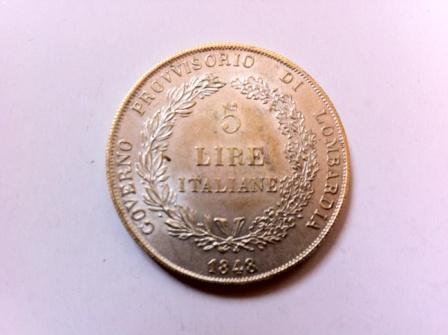 GOVERNO PROVVISORIO DI LOMBARDIA
5
LIRE
ITALIANE
1848